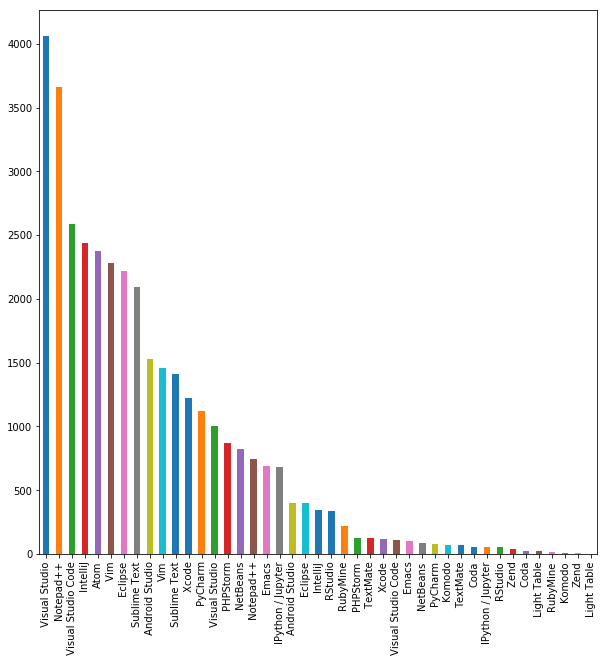 4000
3500
3000
2500
2000
1500
1000
500
0
Visual Studio
Notepad++
Visual Studio Code
IntelliJ
Atom
Vim
Eclipse
Sublime Text
Android Studio
Vim
Sublime Text
Xcode
PyCharm
Visual Studio
PHPStorm
NetBeans
Notepad++
Emacs
IPython / Jupyter
Android Studio
Eclipse
IntelliJ
RStudio
RubyMine
PHPStorm
TextMate
Xcode
Visual Studio Code
Emacs
NetBeans
PyCharm
Komodo
TextMate
Coda
IPython / Jupyter
RStudio
Zend
Coda
Light Table
RubyMine
Komodo
Zend
Light Table